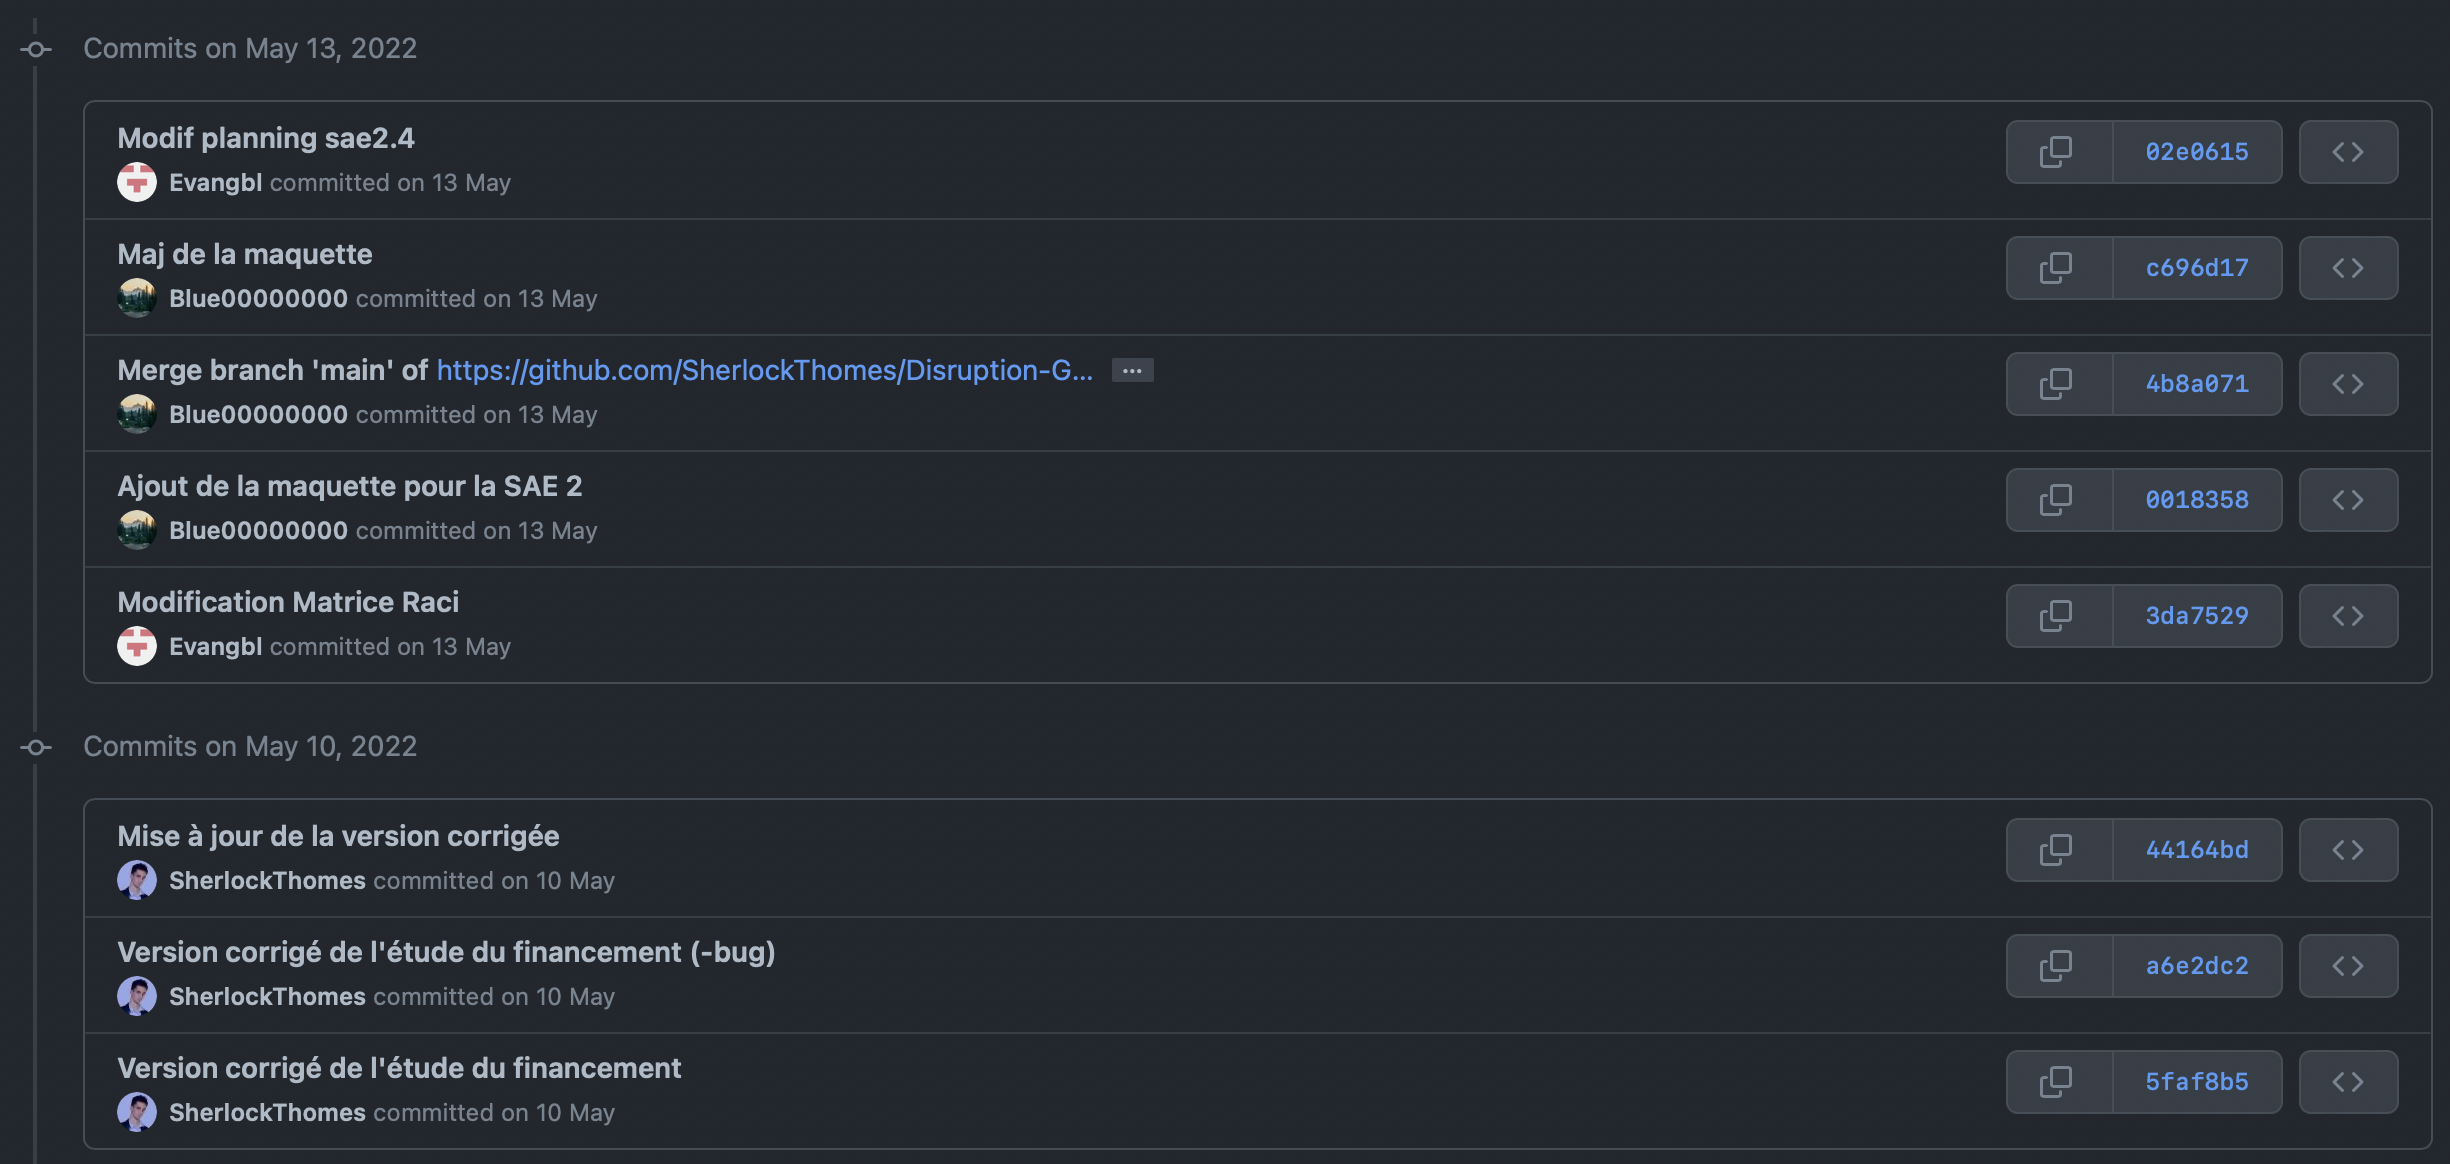 Commits on May 13, 2022
Modif planning sae2.4
02e0615
Evangbl committed on 13 May
Maj de la maquette
c696d17
Blue00000000 committed on 13 May
Merge branch 'main' of https://github.com/SherlockThomes/Disruption-G... ...
4b8a071
Blue00000000 committed on 13 May
Ajout de la maquette pour la SAE 2
0018358
Blue00000000 committed on 13 May
Modification Matrice Raci
3da7529
Evangbl committed on 13 May
Commits on May 10, 2022
Mise à jour de la version corrigée
44164bd
SherlockThomes committed on 10 May
Version corrigé de l'étude du financement (-bug)
a6e2dc2
SherlockThomes committed on 10 May
Version corrigé de l'étude du financement
5faf8b5
SherlockThomes committed on 10 May